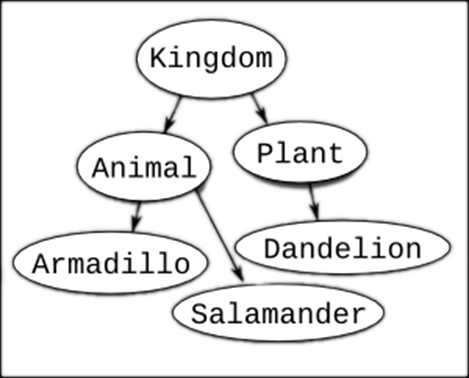 Kingdom
Animal
Plant
Armadillo
Dandelion
Salamander